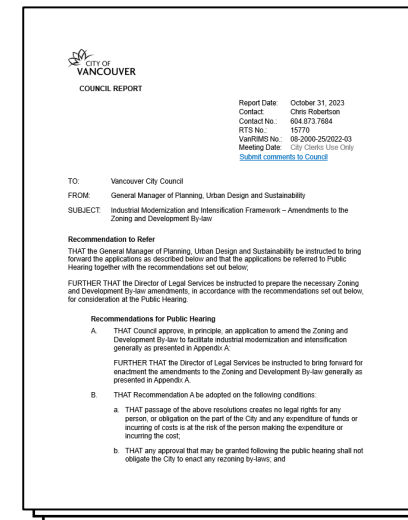 CITY OF
VANCOUVER
COUNCIL REPORT
Report Date: October 31, 2023
Contact: Chris Robertson
Contact No.: 604.873.7684
RTS No.: 15770
VanRIMS No.: 08-2000-25/2022-03
Meeting Date: City Clerks Use Only
Submit comments to Council
TO: Vancouver City Council
FROM: General Manager of Planning, Urban Design and Sustainability
SUBJECT: Industrial Modernization and Intensification Framework – Amendments to the
Zoning and Development By-law
Recommendation to Refer
THAT the General Manager of Planning, Urban Design and Sustainability be instructed to bring
forward the applications as described below and that the applications be referred to Public
Hearing together with the recommendations set out below;
FURTHER THAT the Director of Legal Services be instructed to prepare the necessary Zoning
and Development By-law amendments, in accordance with the recommendations set out below,
for consideration at the Public Hearing.
Recommendations for Public Hearing
A. THAT Council approve, in principle, an application to amend the Zoning and
Development By-law to facilitate industrial modernization and intensification
generally as presented in Appendix A:
FURTHER THAT the Director of Legal Services be instructed to bring forward for
enactment the amendments to the Zoning and Development By-law generally as
presented in Appendix A.
B. THAT Recommendation A be adopted on the following conditions:
a. THAT passage of the above resolutions creates no legal rights for any
person, or obligation on the part of the City and any expenditure of funds or
incurring of costs is at the risk of the person making the expenditure or
incurring the cost;
b. THAT any approval that may be granted following the public hearing shall not
obligate the City to enact any rezoning by-laws; and